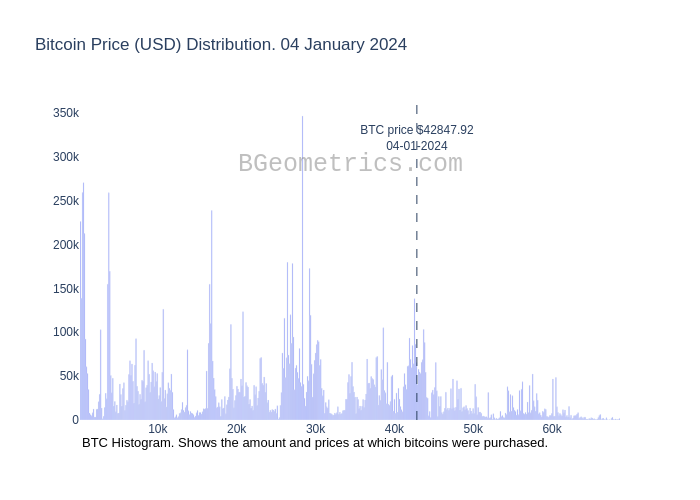 Bitcoin Price (USD) Distribution. 04 January 2024
350k
BTC price $42847.92
04-01-2024
300k
BGeometrics.com
250k
200k
150k
100k
50k
0
10k 20k 30k 40k 50k 60k
BTC Histogram. Shows the amount and prices at which bitcoins were purchased.